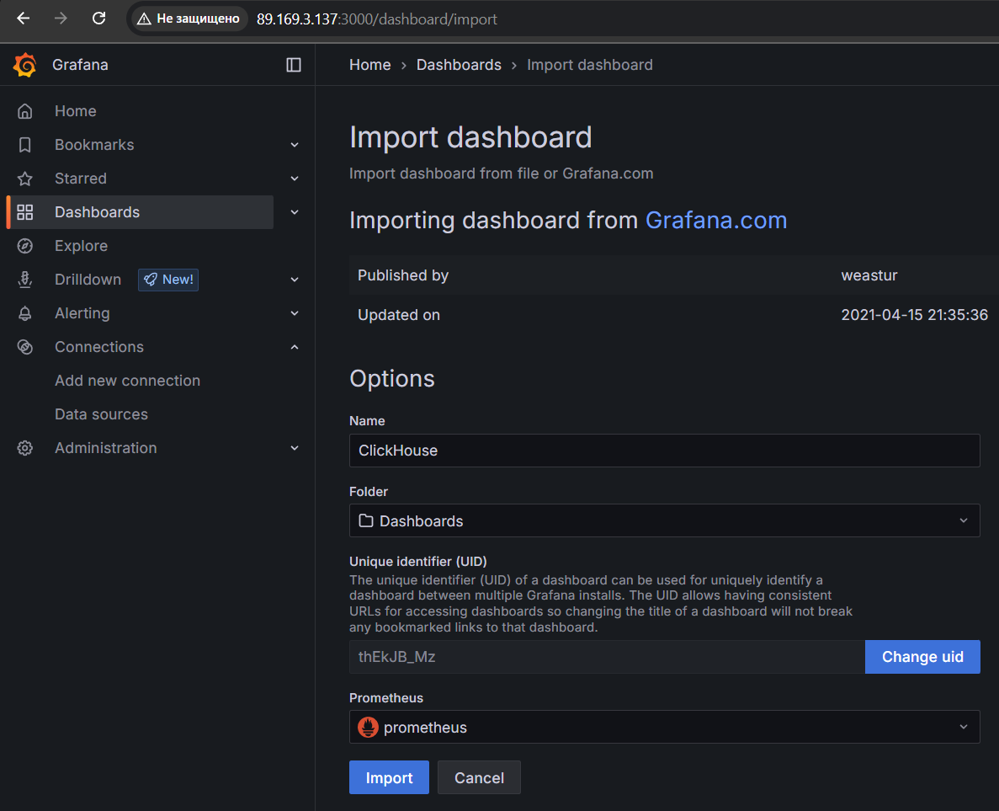 Не защищено
89.169.3.137:3000/dashboard/import
Grafana
Home
Bookmarks
Starred
Dashboards
Explore
Drilldown New!
Alerting
Connections
Add new connection
Data sources
Administration
Home › Dashboards › Import dashboard
Import dashboard
Import dashboard from file or Grafana.com
Importing dashboard from Grafana.com
Published by weastur
Updated on 2021-04-15 21:35:36
Options
Name
ClickHouse
Folder
Dashboards
Unique identifier (UID)
The unique identifier (UID) of a dashboard can be used for uniquely identify a
dashboard between multiple Grafana installs. The UID allows having consistent
URLs for accessing dashboards so changing the title of a dashboard will not break
any bookmarked links to that dashboard.
thEkJB_Mz Change uid
Prometheus
prometheus
Import Cancel